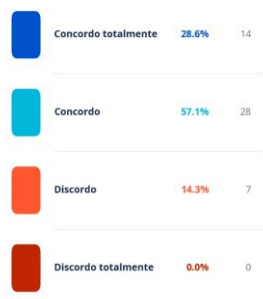 Concordo totalmente 28.6% 14
Concordo 57.1% 28
Discordo 14.3% 7
Discordo totalmente 0.0% 0